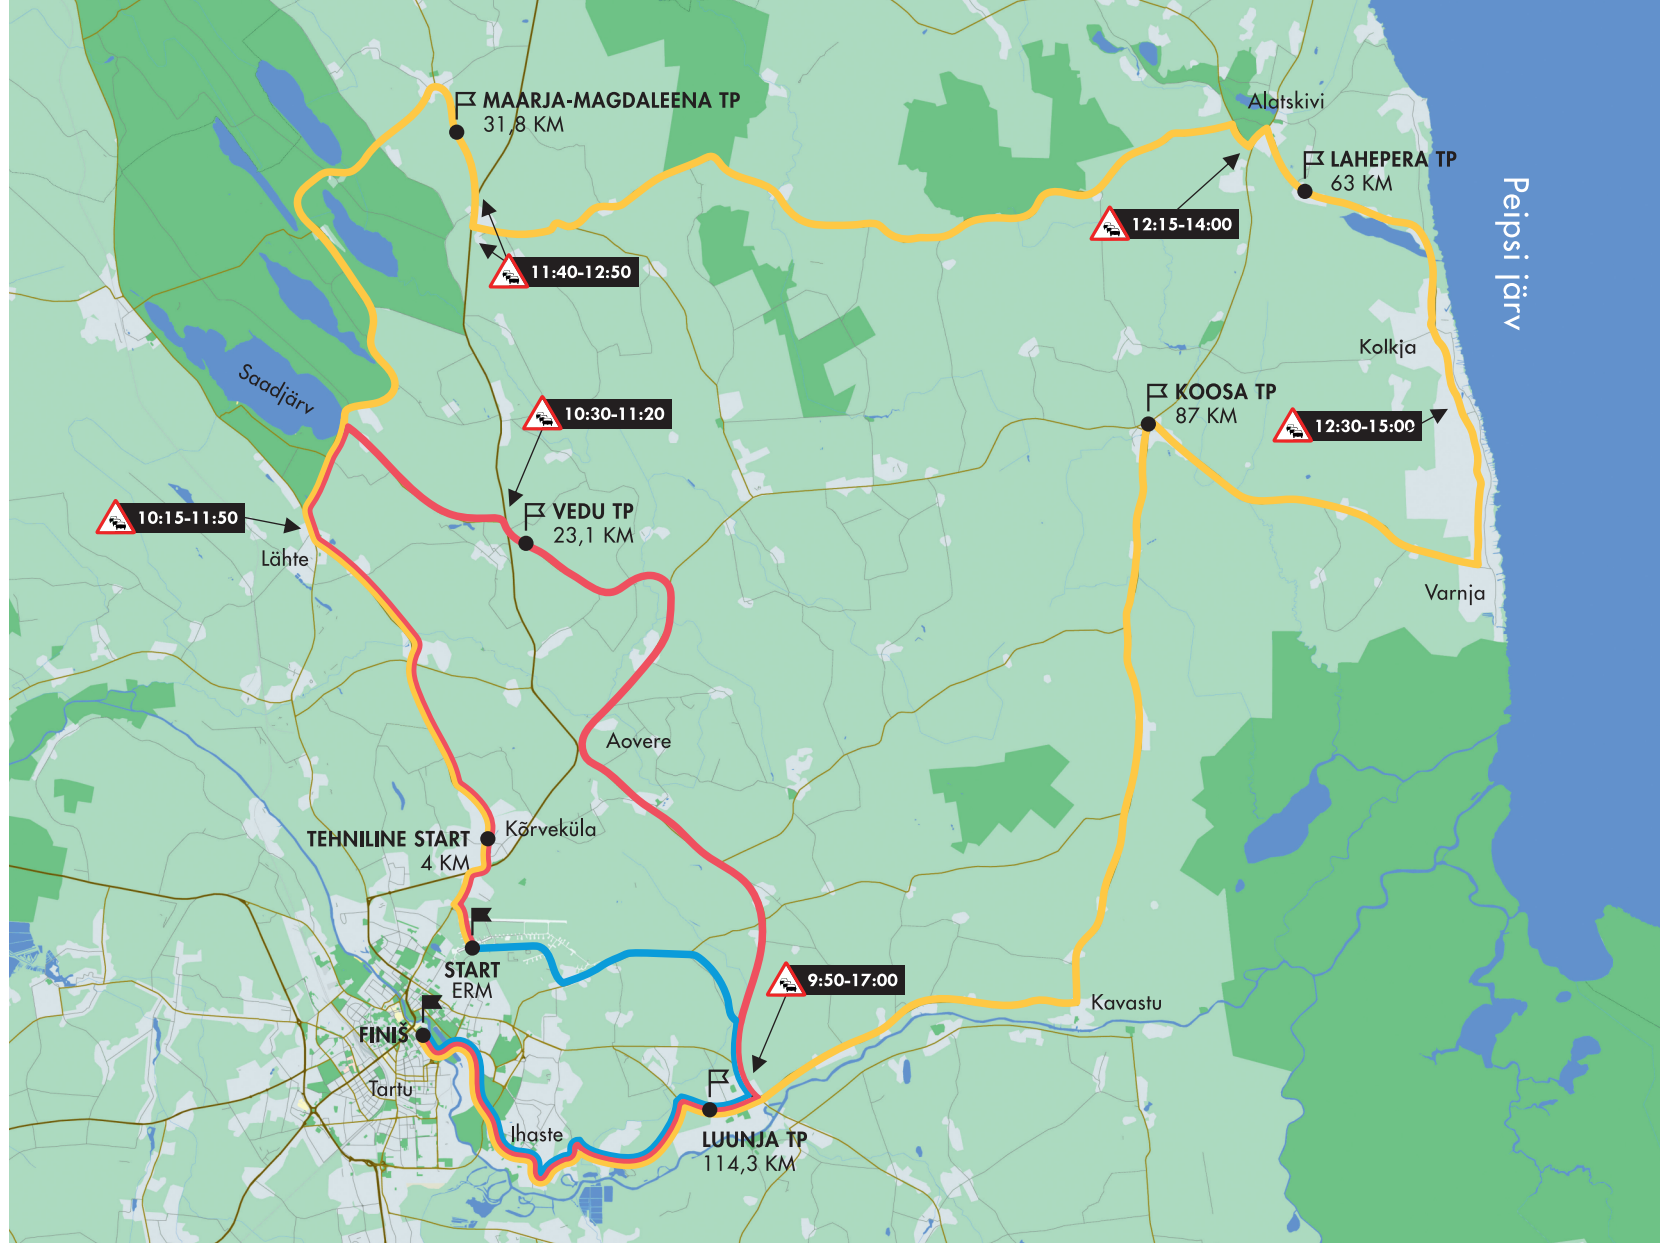 MAARJA-MAGDALEENA TP
31,8 KM
Alatskivi
LAHEPERA TP
63 KM
12:15-14:00
Peipsi järv
11:40-12:50
Kolkja
Saadjärv
KOOSA TP
87 KM
10:30-11:20
12:30-15:00
VEDU TP
23,1 KM
10:15-11:50
Lähte
Varnja
Aovere
TEHNILINE START
4 KM
Kõrveküla
START
ERM
9:50-17:00
Kavastu
FINIŠ
Tartu
Ihaste
LUUNJA TP
114,3 KM